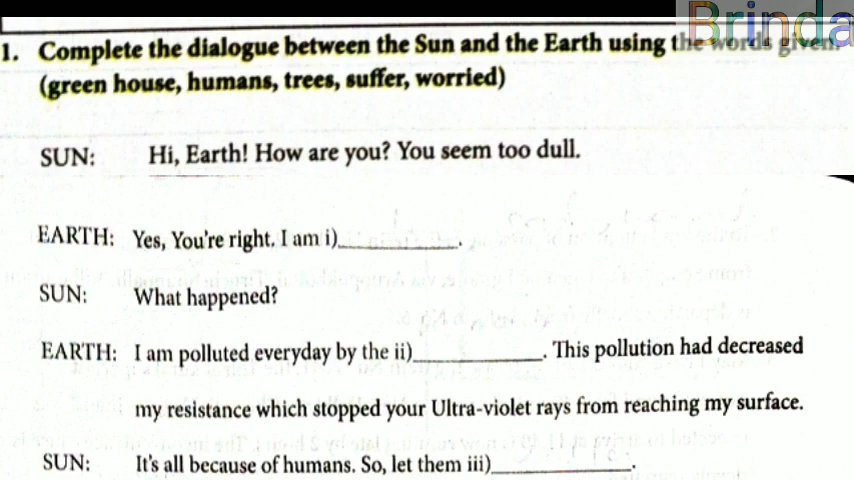 Brinda
1. Complete the dialogue between the Sun and the Earth using the words given.
(green house, humans, trees, suffer, worried)
SUN: Hi, Earth! How are you? You seem too dull.
EARTH: Yes, You're right. I am i)____________.
SUN: What happened?
EARTH: I am polluted everyday by the ii)_____________. This pollution had decreased
my resistance which stopped your Ultra-violet rays from reaching my surface.
SUN: It's all because of humans. So, let them iii)______________.